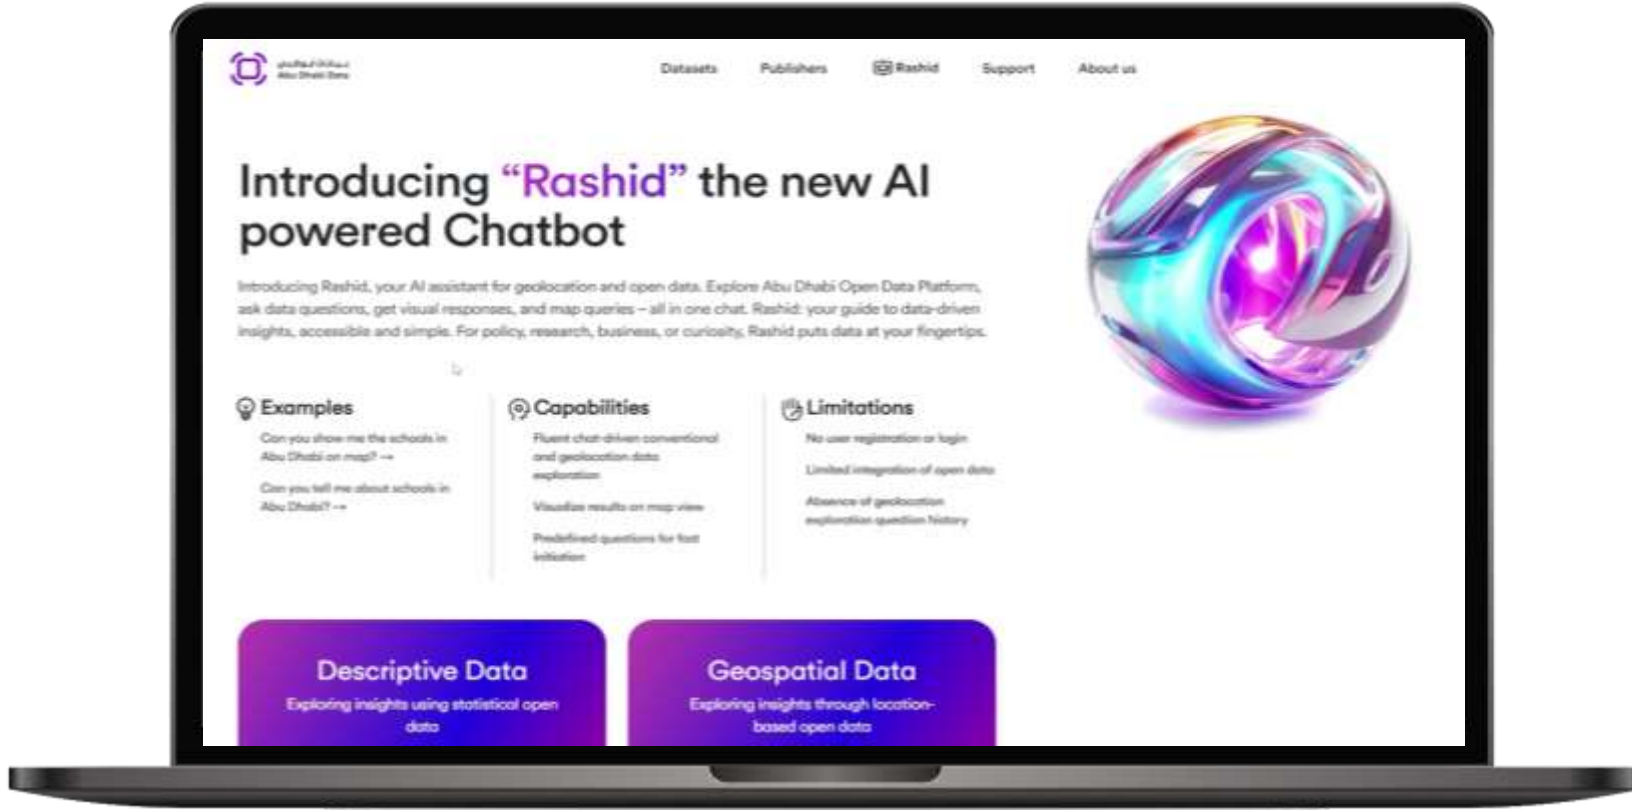 Abu Dhabi Data
Datasets
Publishers
Rashid
Support
About us
Introducing “Rashid” the new AI
powered Chatbot
Introducing Rashid, your AI assistant for geolocation and open data. Explore Abu Dhabi Open Data Platform,
ask data questions, get visual responses, and map queries – all in one chat. Rashid: your guide to data-driven
insights, accessible and simple. For policy, research, business, or curiosity, Rashid puts data at your fingertips.
Examples
Can you show me the schools in
Abu Dhabi on map? →
Can you tell me about schools in
Abu Dhabi? →
Capabilities
Fluent chat-driven conventional
and geolocation data
exploration
Visualize results on map view
Predefined questions for fast
initiation
Limitations
No user registration or login
Limited integration of open data
Absence of geolocation
exploration question history
Descriptive Data
Exploring insights using statistical open
data
Geospatial Data
Exploring insights through location-
based open data